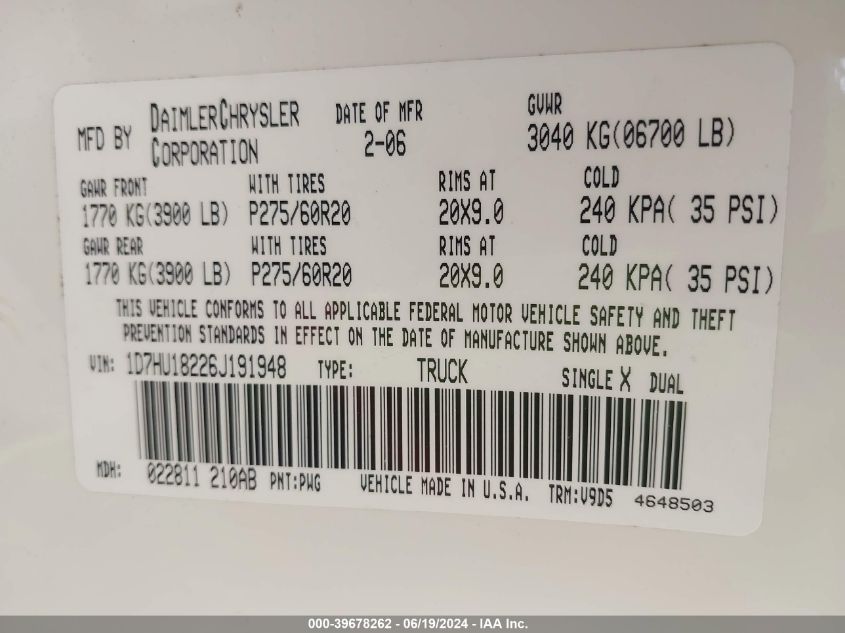 MFD BY DAIMLERCHRYSLER CORPORATION DATE OF MFR 2-06 GVWR 3040 KG(06700 LB)
GAWR FRONT WITH TIRES RIMS AT COLD
1770 KG(3900 LB) P275/60R20 20X9.0 240 KPA( 35 PSI)
GAWR REAR WITH TIRES RIMS AT COLD
1770 KG(3900 LB) P275/60R20 20X9.0 240 KPA( 35 PSI)
THIS VEHICLE CONFORMS TO ALL APPLICABLE FEDERAL MOTOR VEHICLE SAFETY AND THEFT
PREVENTION STANDARDS IN EFFECT ON THE DATE OF MANUFACTURE SHOWN ABOVE.
VIN: 1D7HU18226J191948 TYPE: TRUCK SINGLE X DUAL
MDH: 022811 210AB PNT:PWG VEHICLE MADE IN U.S.A. TRM:V9D5 4648503
000-39678262 - 06/19/2024 - IAA Inc.